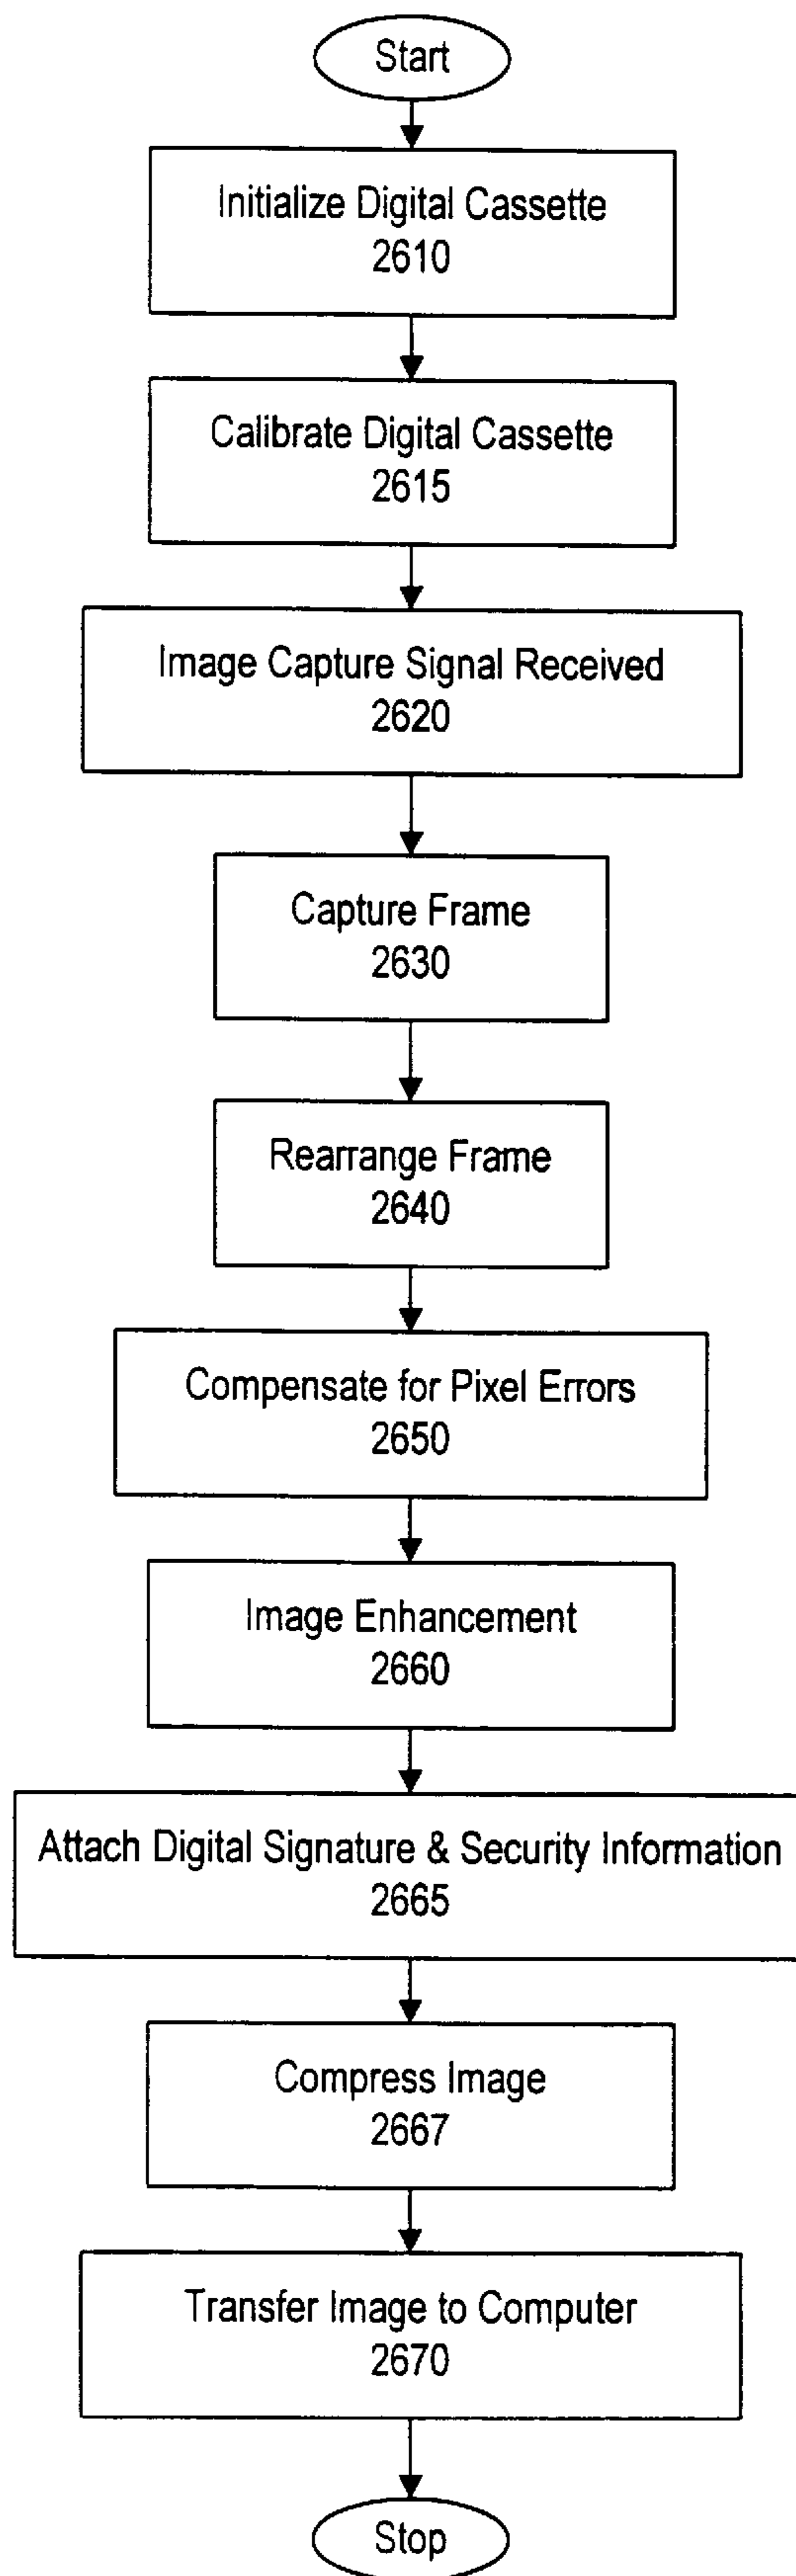 Start
Initialize Digital Cassette
2610
Calibrate Digital Cassette
2615
Image Capture Signal Received
2620
Capture Frame
2630
Rearrange Frame
2640
Compensate for Pixel Errors
2650
Image Enhancement
2660
Attach Digital Signature & Security Information
2665
Compress Image
2667
Transfer Image to Computer
2670
Stop